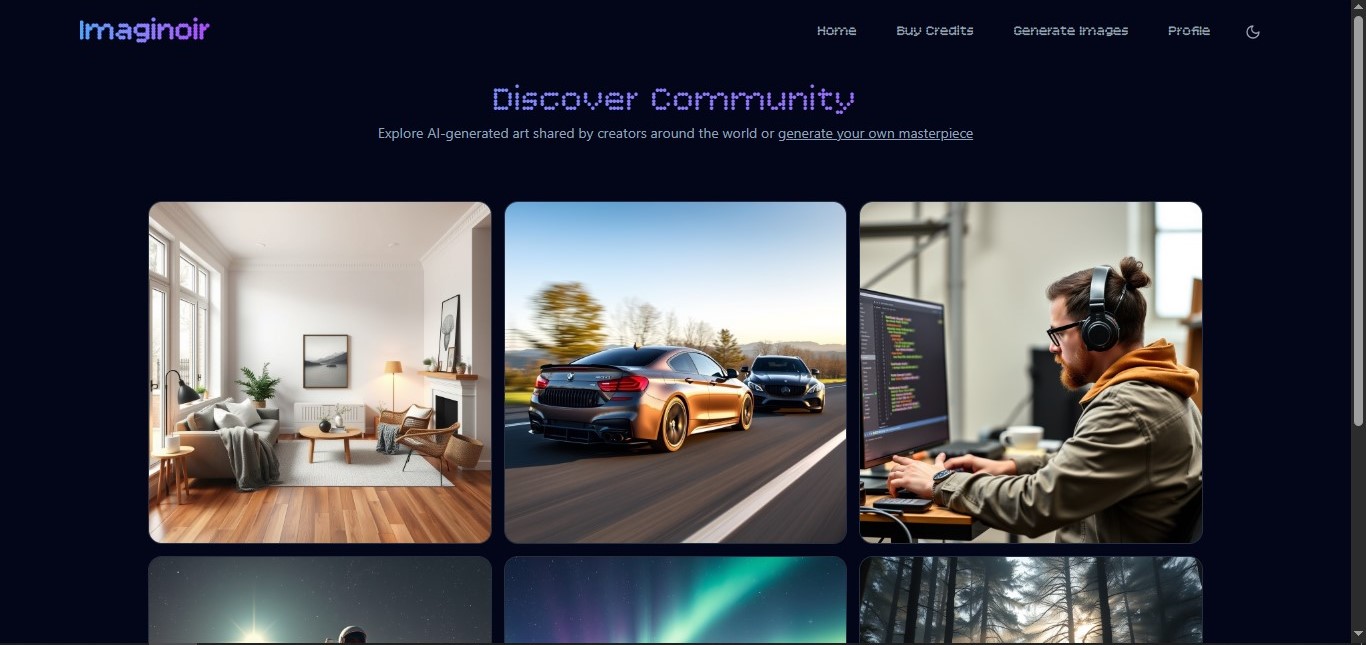 Imaginoir
Home
Buy Credits
Generate Images
Profile
Discover Community
Explore AI-generated art shared by creators around the world or generate your own masterpiece